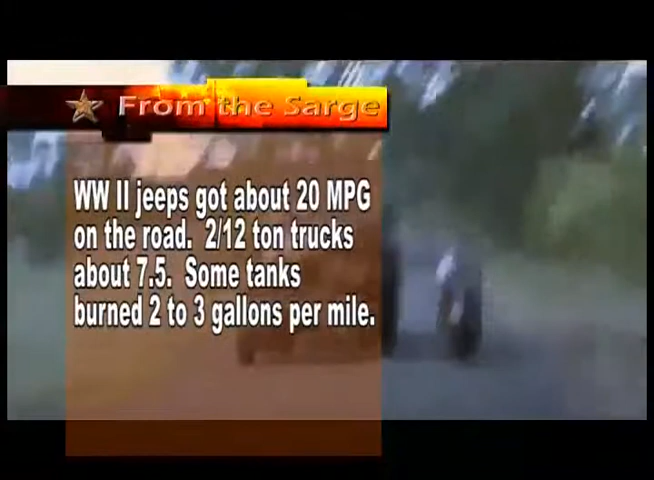 From the Sarge
WW II jeeps got about 20 MPG
on the road. 2/12 ton trucks
about 7.5. Some tanks
burned 2 to 3 gallons per mile.